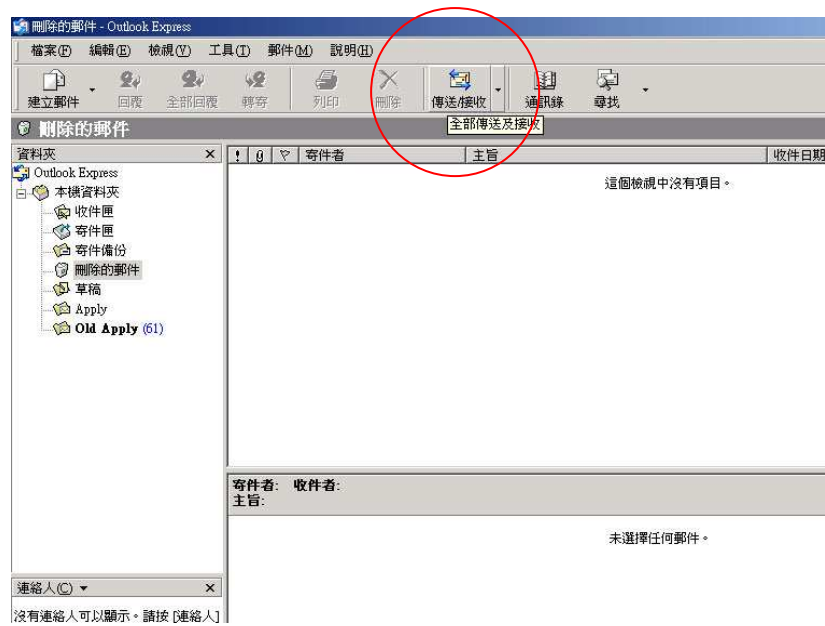 刪除的郵件 - Outlook Express
檔案(F) 編輯(E) 檢視(V) 工具(T) 郵件(M) 說明(H)
建立郵件 回覆 全部回覆 轉寄 列印 刪除 傳送/接收 通訊錄 尋找
全部傳送及接收
刪除的郵件
資料夾
! 寄件者 主旨 收件日期
這個檢視中沒有項目。
Outlook Express
本機資料夾
收件匣
寄件匣
寄件備份
刪除的郵件
草稿
Apply
Old Apply (61)
寄件者: 收件者:
主旨:
未選擇任何郵件。
連絡人(C)
沒有連絡人可以顯示。請按 [連絡人]